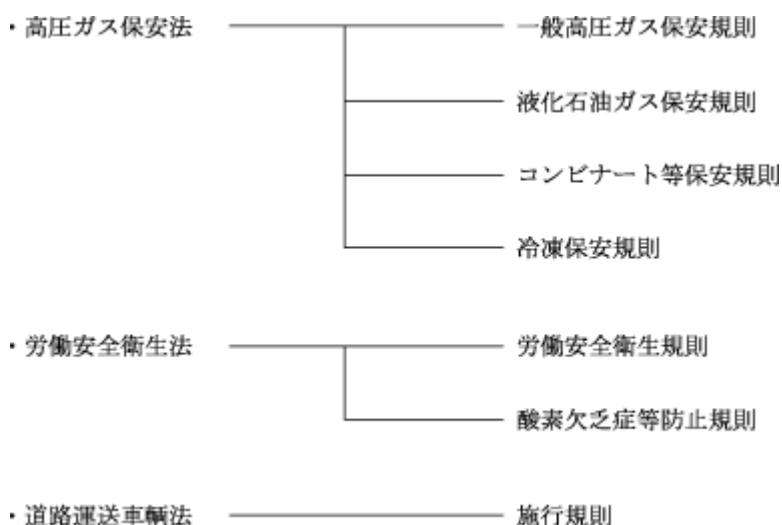 ・高圧ガス保安法 一般高圧ガス保安規則
液化石油ガス保安規則
コンビナート等保安規則
冷凍保安規則
・労働安全衛生法 労働安全衛生規則
酸素欠乏症等防止規則
・道路運送車輌法 施行規則